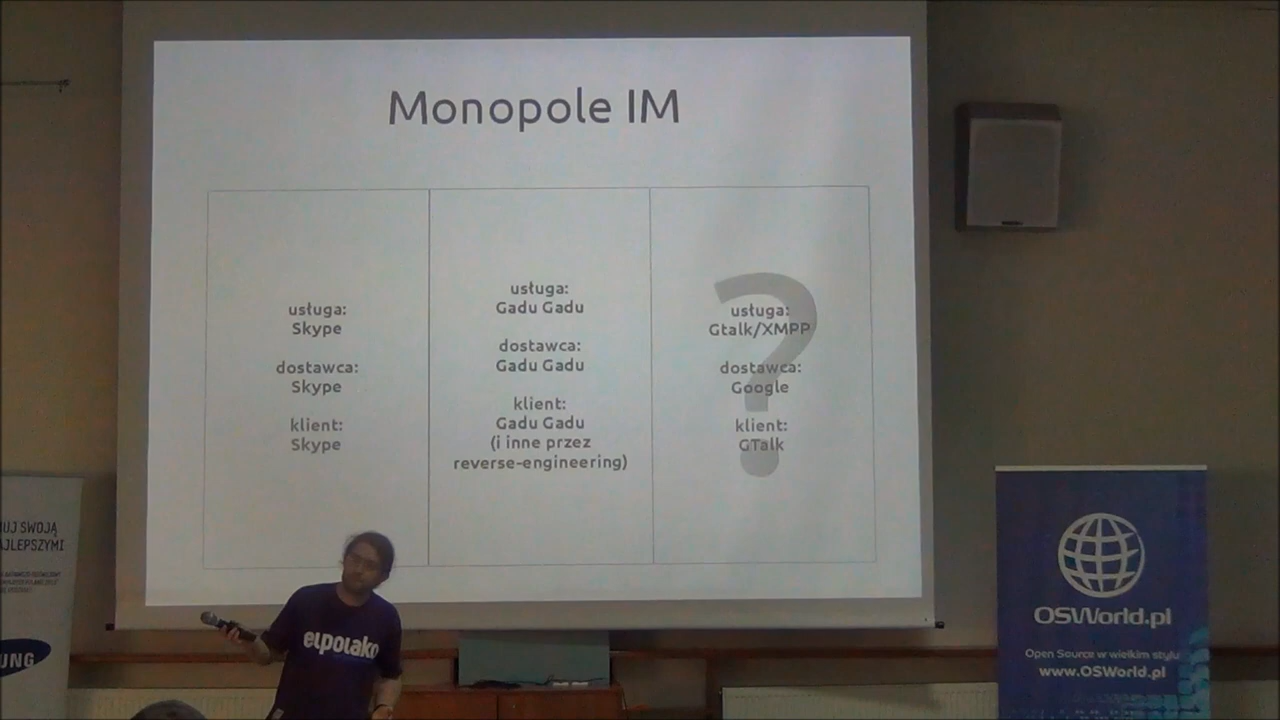 Monopole IM
usługa:
Skype
dostawca:
Skype
klient:
Skype
usługa:
Gadu Gadu
dostawca:
Gadu Gadu
klient:
Gadu Gadu
(i inne przez
reverse-engineering)
?
usługa:
Gtalk/XMPP
dostawca:
Google
klient:
GTalk
elpolako
UJ SWOJĄ
AJLEPSZYMI
UNG
OSWorld.pl
Open Source w wielkim stylu
www.OSWorld.pl